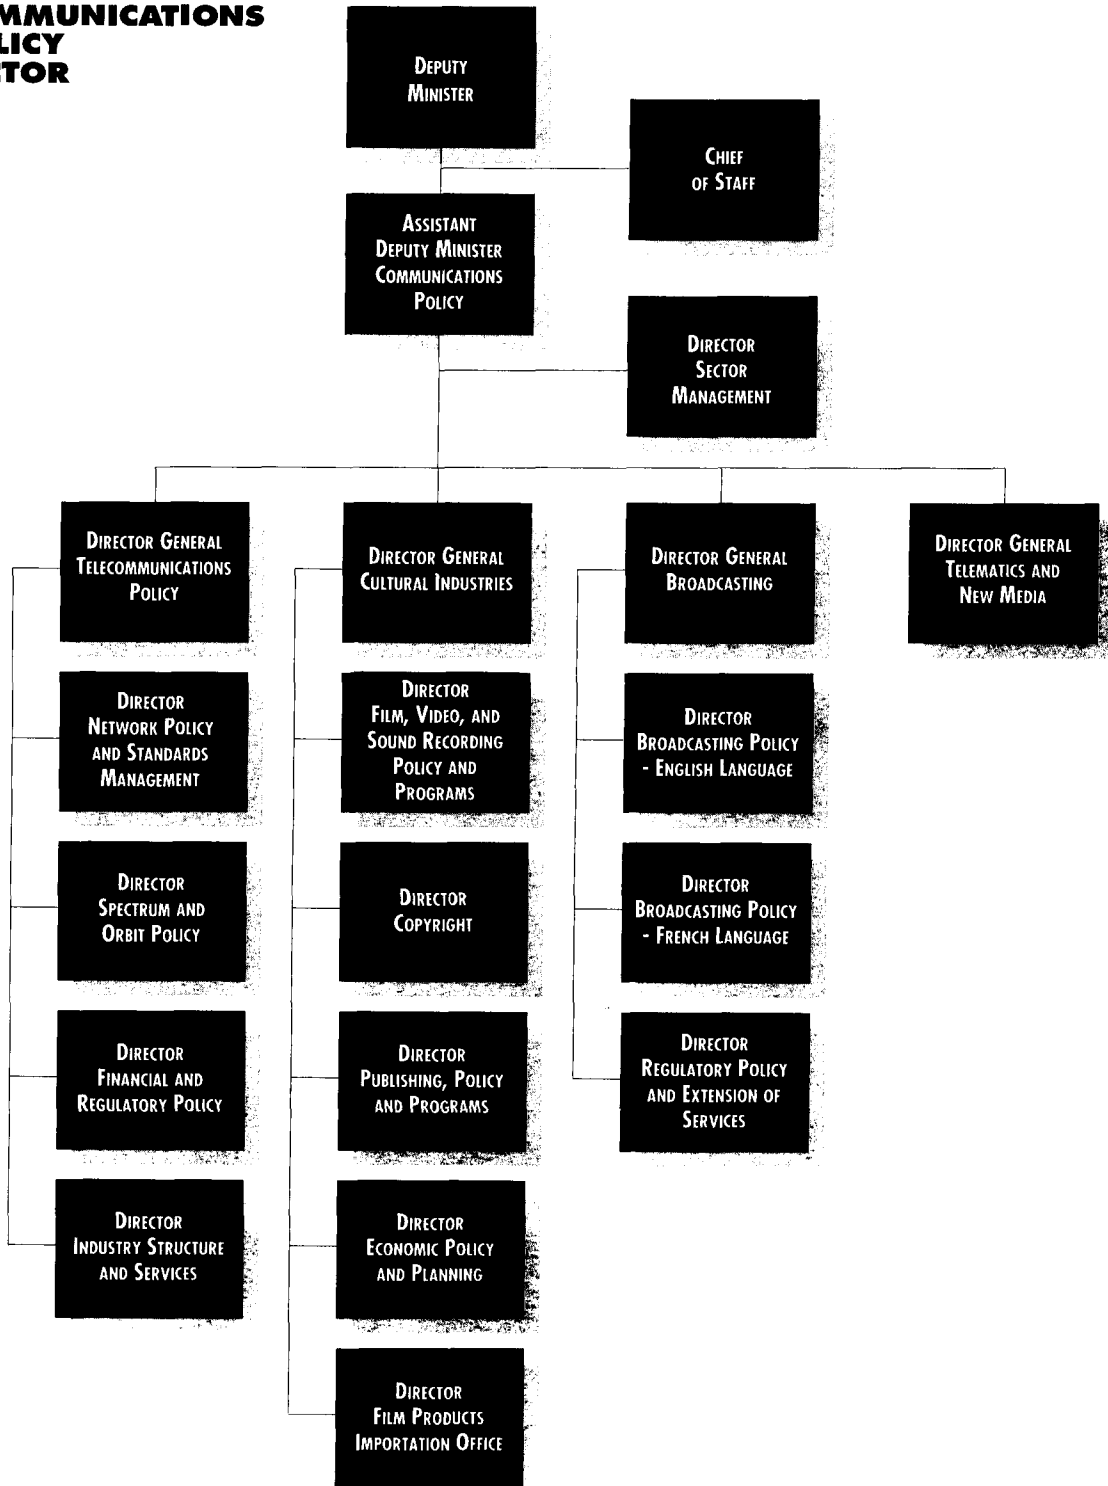 MMUNICATIONS
LICY
TOR
DEPUTY
MINISTER
CHIEF
OF STAFF
ASSISTANT
DEPUTY MINISTER
COMMUNICATIONS
POLICY
DIRECTOR
SECTOR
MANAGEMENT
DIRECTOR GENERAL
TELECOMMUNICATIONS
POLICY
DIRECTOR GENERAL
CULTURAL INDUSTRIES
DIRECTOR GENERAL
BROADCASTING
DIRECTOR GENERAL
TELEMATICS AND
NEW MEDIA
DIRECTOR
NETWORK POLICY
AND STANDARDS
MANAGEMENT
DIRECTOR
FILM, VIDEO, AND
SOUND RECORDING
POLICY AND
PROGRAMS
DIRECTOR
BROADCASTING POLICY
- ENGLISH LANGUAGE
DIRECTOR
SPECTRUM AND
ORBIT POLICY
DIRECTOR
COPYRIGHT
DIRECTOR
BROADCASTING POLICY
- FRENCH LANGUAGE
DIRECTOR
FINANCIAL AND
REGULATORY POLICY
DIRECTOR
PUBLISHING, POLICY
AND PROGRAMS
DIRECTOR
REGULATORY POLICY
AND EXTENSION OF
SERVICES
DIRECTOR
INDUSTRY STRUCTURE
AND SERVICES
DIRECTOR
ECONOMIC POLICY
AND PLANNING
DIRECTOR
FILM PRODUCTS
IMPORTATION OFFICE